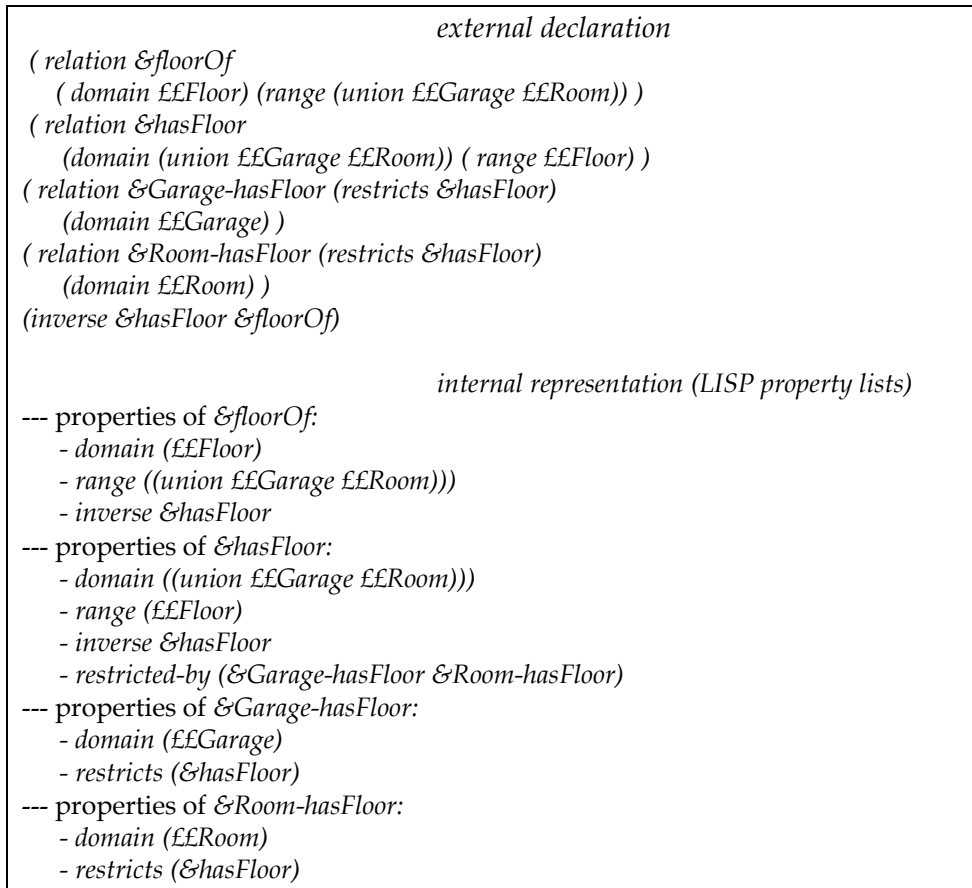 external declaration
( relation &floorOf
( domain ££Floor) (range (union ££Garage ££Room)) )
( relation &hasFloor
(domain (union ££Garage ££Room)) ( range ££Floor) )
( relation &Garage-hasFloor (restricts &hasFloor)
(domain ££Garage) )
( relation &Room-hasFloor (restricts &hasFloor)
(domain ££Room) )
(inverse &hasFloor &floorOf)
internal representation (LISP property lists)
--- properties of &floorOf:
- domain (££Floor)
- range ((union ££Garage ££Room)))
- inverse &hasFloor
--- properties of &hasFloor:
- domain ((union ££Garage ££Room)))
- range (££Floor)
- inverse &hasFloor
- restricted-by (&Garage-hasFloor &Room-hasFloor)
--- properties of &Garage-hasFloor:
- domain (££Garage)
- restricts (&hasFloor)
--- properties of &Room-hasFloor:
- domain (££Room)
- restricts (&hasFloor)